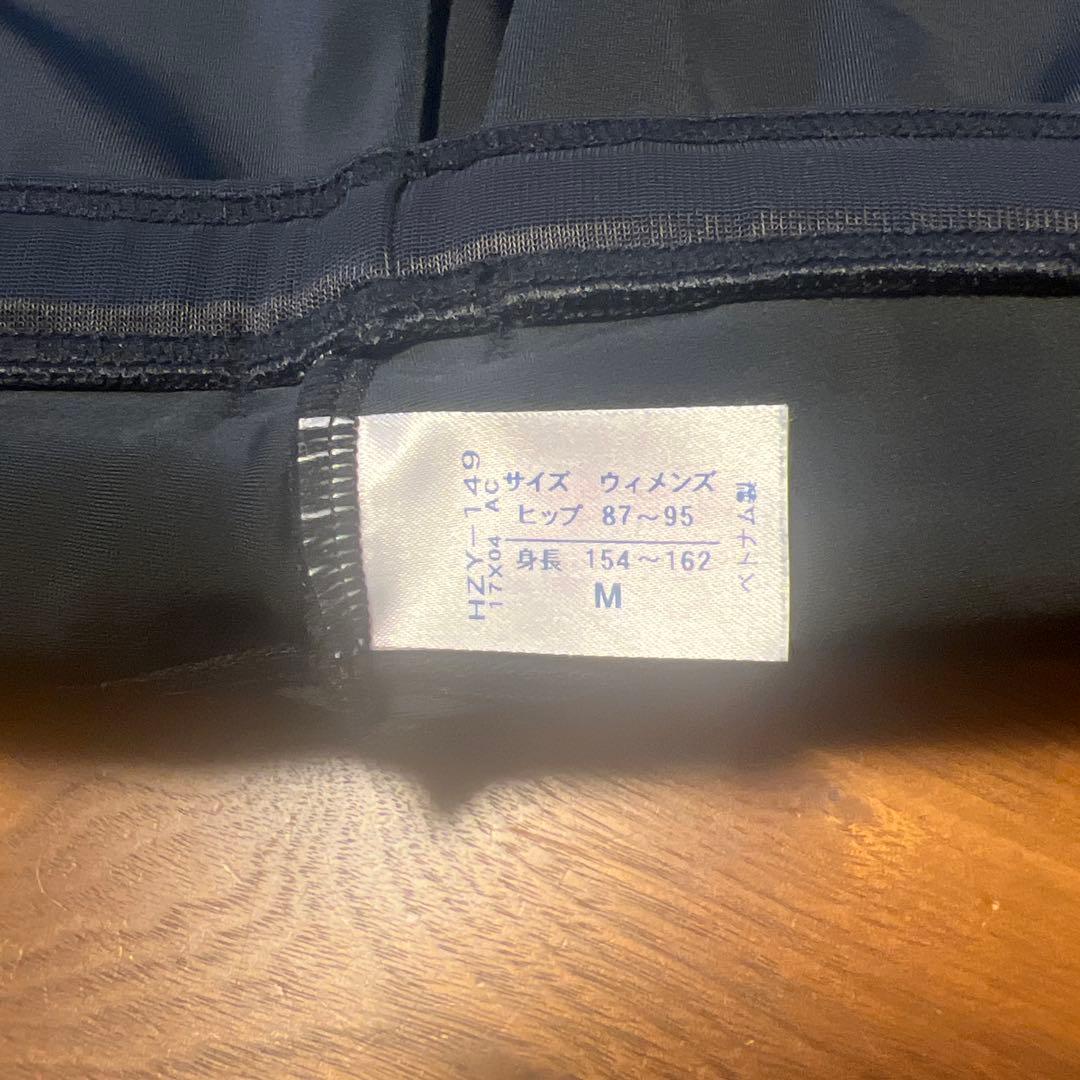 サイズ ウィメンズ
ヒップ 87～95
身長 154～162
M
HZY-149
17X04 AC
ベトナム製